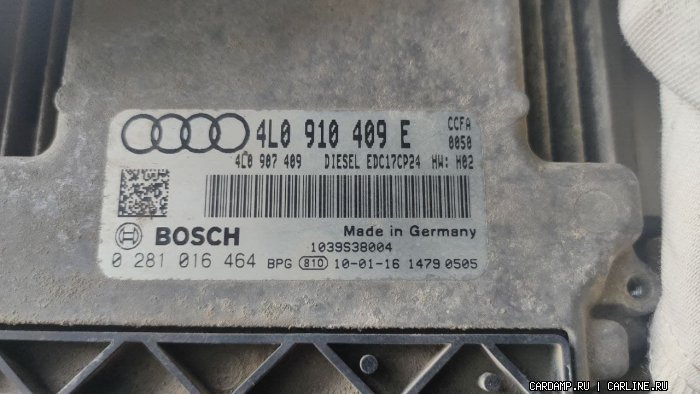 4L0 910 409 E CCFA
4L0 907 409 DIESEL EDC17CP24 HW: H02 0050
BOSCH Made in Germany
1039S38004
0 281 016 464 BPG 810 10-01-16 1479 0505
CARDAMP.RU | CARLINE.RU